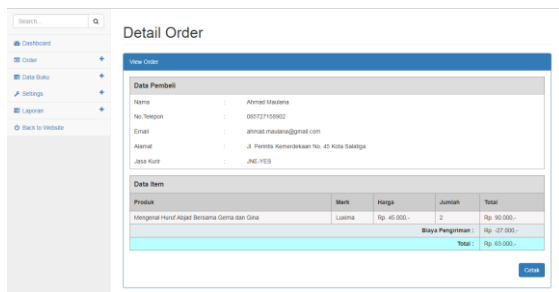 Search...
Detail Order
Dashboard
Order +
Data Buku +
Settings +
Laporan +
Back to Website
View Order
Data Pembeli
Nama : Ahmad Maulana
No.Telepon : 085727158902
Email : ahmad.maulana@gmail.com
Alamat : Jl. Perintis Kemerdekaan No. 45 Kota Salatiga
Jasa Kurir : JNE-YES
Data Item
Produk Merk Harga Jumlah Total
Mengenal Huruf Abjad Bersama Gema dan Gina Luxima Rp. 45.000,- 2 Rp. 90.000,-
Biaya Pengiriman : Rp. -27.000,-
Total : Rp. 63.000,-
Cetak